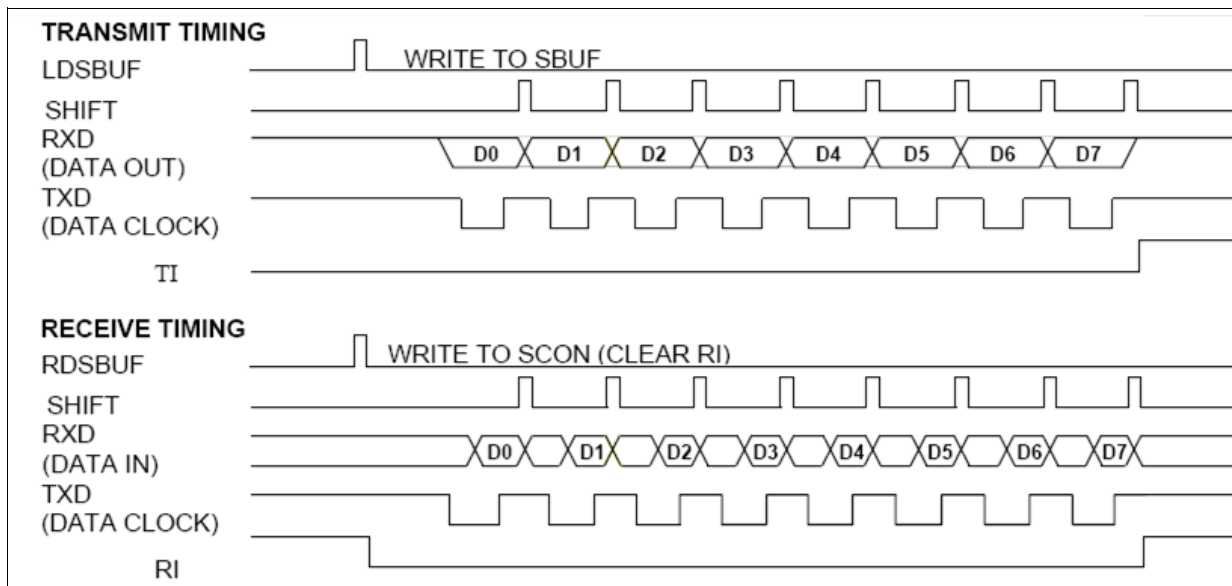 TRANSMIT TIMING
LDSBUF
WRITE TO SBUF
SHIFT
RXD
(DATA OUT)
D0 D1 D2 D3 D4 D5 D6 D7
TXD
(DATA CLOCK)
TI
RECEIVE TIMING
RDSBUF
WRITE TO SCON (CLEAR RI)
SHIFT
RXD
(DATA IN)
D0 D1 D2 D3 D4 D5 D6 D7
TXD
(DATA CLOCK)
RI